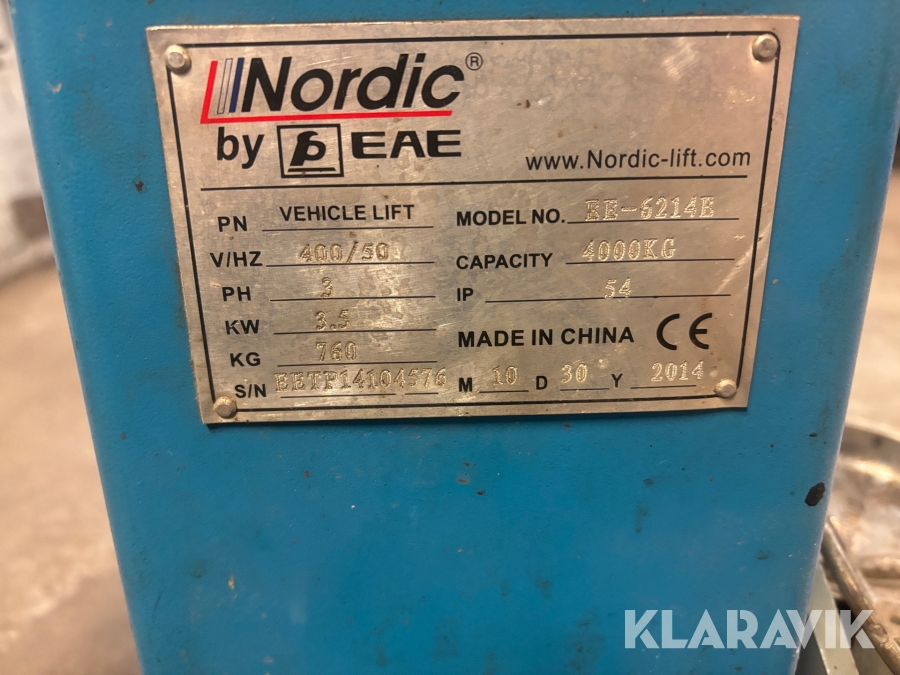 Nordic®
by EAE
www.Nordic-lift.com
PN VEHICLE LIFT MODEL NO. EE-6214E
V/HZ 400/50 CAPACITY 4000KG
PH 3 IP 54
KW 3.5 MADE IN CHINA CE
KG 760
S/N EETP14104576 M 10 D 30 Y 2014
KLARAVIK